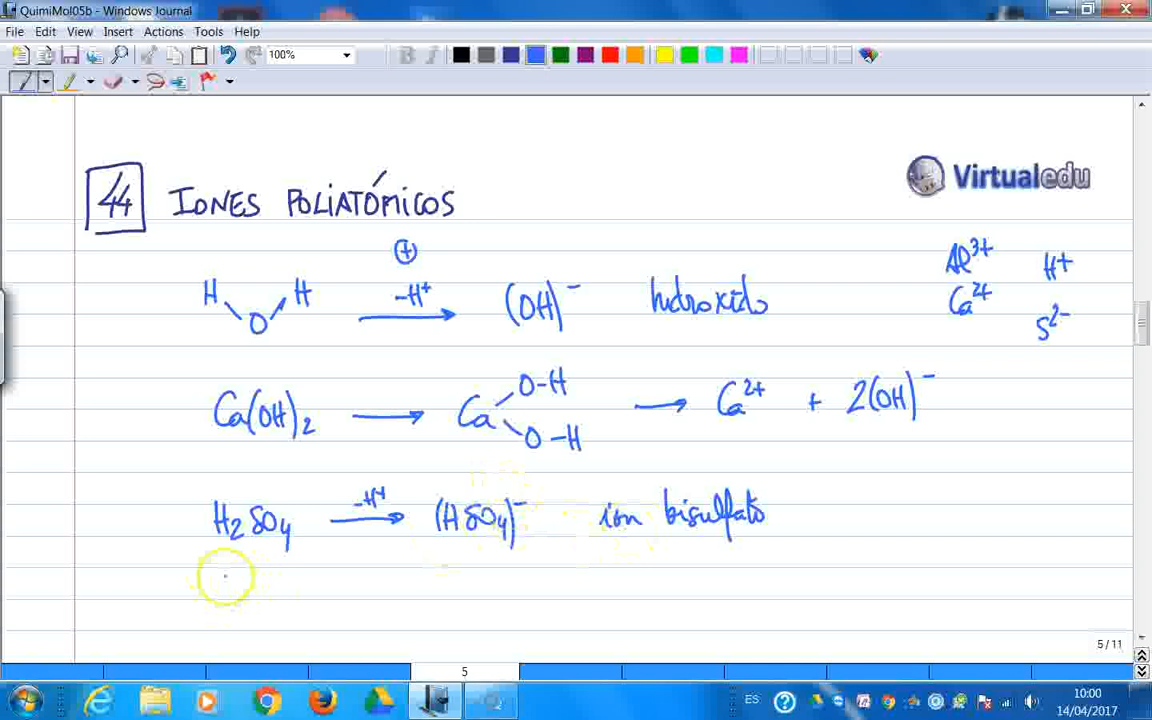 QuimiMol05b - Windows Journal
File Edit View Insert Actions Tools Help
100%
B I
44 IONES POLIATÓMICOS
Virtualedu
H H O
+
-H+
(OH)⁻ hidroxido
Al³⁺ H⁺
Ca²⁺ S²⁻
Ca(OH)₂ → Ca O-H O-H → Ca²⁺ + 2(OH)⁻
H₂SO₄ -H⁺ → (HSO₄)⁻ ion bisulfato
5 / 11
5
ES 10:00
14/04/2017